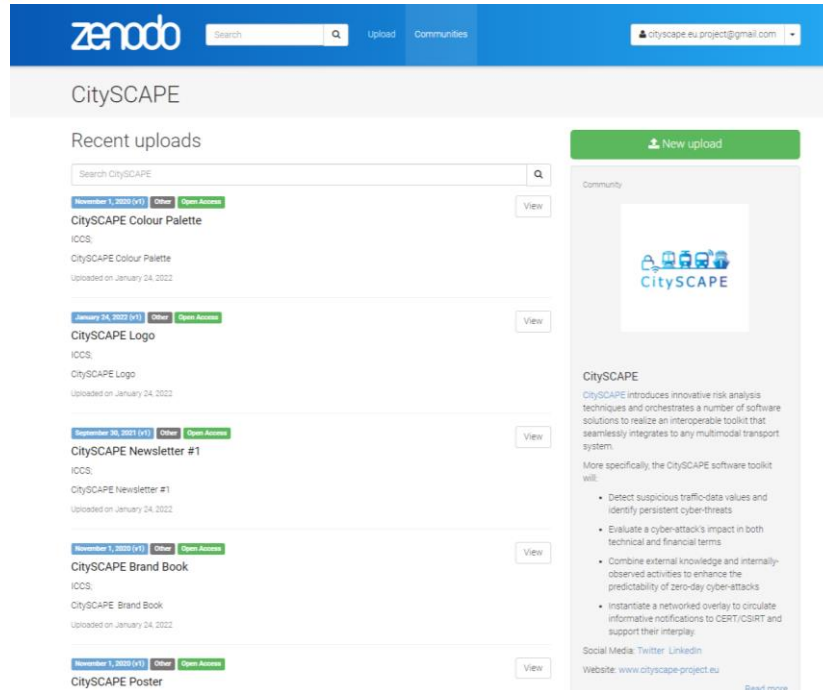 zenodo
Search
Upload
Communities
cityscape.eu.project@gmail.com
CitySCAPE
Recent uploads
Search CitySCAPE
November 1, 2020 (v1) Other Open Access
View
CitySCAPE Colour Palette
ICCS;
CitySCAPE Colour Palette
Uploaded on January 24, 2022
January 24, 2022 (v1) Other Open Access
View
CitySCAPE Logo
ICCS;
CitySCAPE Logo
Uploaded on January 24, 2022
September 30, 2021 (v1) Other Open Access
View
CitySCAPE Newsletter #1
ICCS;
CitySCAPE Newsletter #1
Uploaded on January 24, 2022
November 1, 2020 (v1) Other Open Access
View
CitySCAPE Brand Book
ICCS;
CitySCAPE Brand Book
Uploaded on January 24, 2022
November 1, 2020 (v1) Other Open Access
View
CitySCAPE Poster
New upload
Community
CitySCAPE
CitySCAPE
CitySCAPE introduces innovative risk analysis
techniques and orchestrates a number of software
solutions to realize an interoperable toolkit that
seamlessly integrates to any multimodal transport
system.
More specifically, the CitySCAPE software toolkit
will:
• Detect suspicious traffic-data values and
identify persistent cyber-threats
• Evaluate a cyber-attack's impact in both
technical and financial terms
• Combine external knowledge and internally-
observed activities to enhance the
predictability of zero-day cyber-attacks
• Instantiate a networked overlay to circulate
informative notifications to CERT/CSIRT and
support their interplay.
Social Media: Twitter LinkedIn
Website: www.cityscape-project.eu
Read more